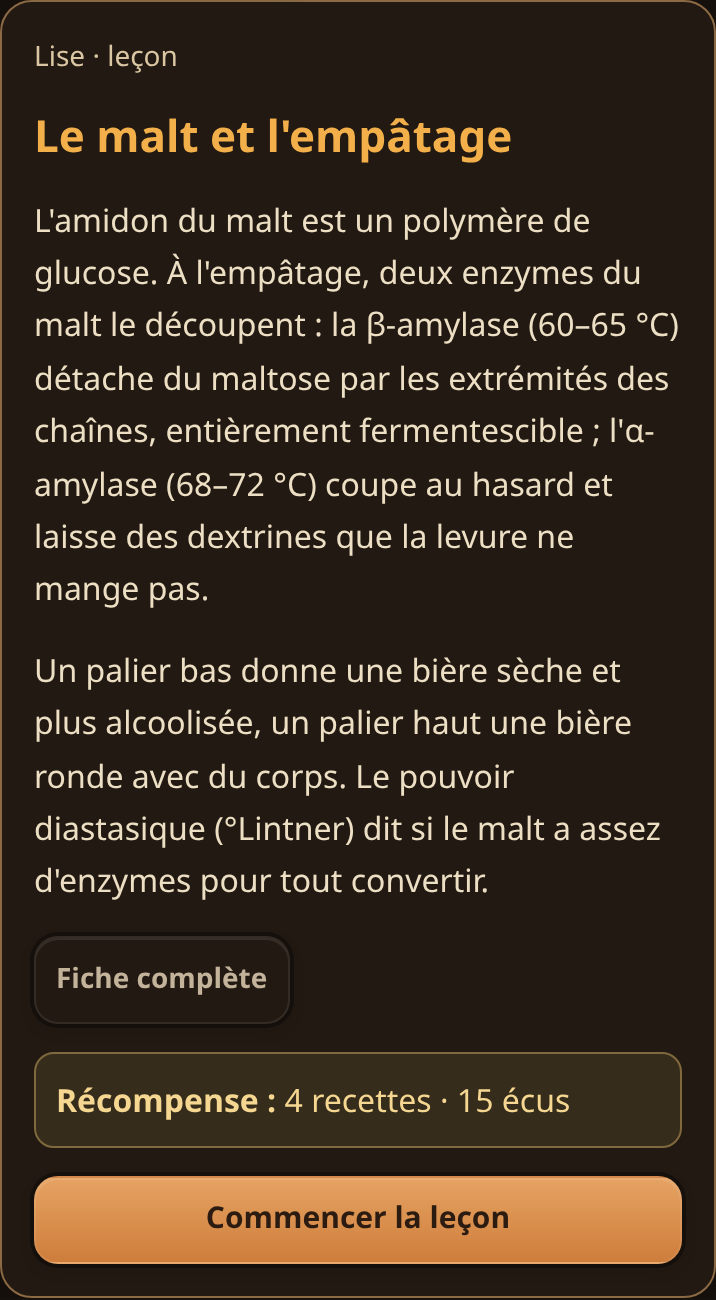 Lise · leçon
Le malt et l'empâtage
L'amidon du malt est un polymère de
glucose. À l'empâtage, deux enzymes du
malt le découpent : la β-amylase (60–65 °C)
détache du maltose par les extrémités des
chaînes, entièrement fermentescible ; l'α-
amylase (68–72 °C) coupe au hasard et
laisse des dextrines que la levure ne
mange pas.
Un palier bas donne une bière sèche et
plus alcoolisée, un palier haut une bière
ronde avec du corps. Le pouvoir
diastasique (°Lintner) dit si le malt a assez
d'enzymes pour tout convertir.
Fiche complète
Récompense : 4 recettes · 15 écus
Commencer la leçon